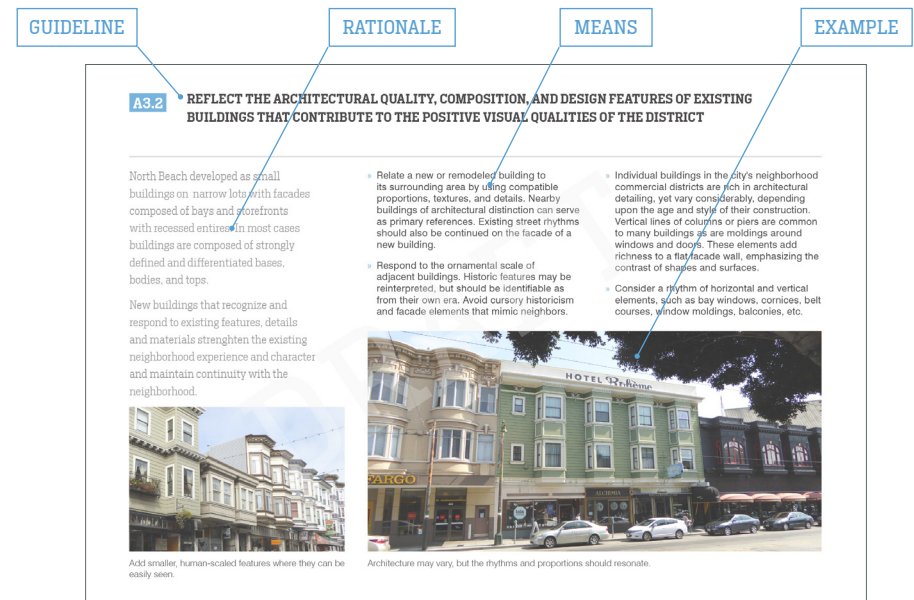 GUIDELINE
RATIONALE
MEANS
EXAMPLE
A3.2
REFLECT THE ARCHITECTURAL QUALITY, COMPOSITION, AND DESIGN FEATURES OF EXISTING
BUILDINGS THAT CONTRIBUTE TO THE POSITIVE VISUAL QUALITIES OF THE DISTRICT
North Beach developed as small
buildings on narrow lots with facades
composed of bays and storefronts
with recessed entires. In most cases
buildings are composed of strongly
defined and differentiated bases,
bodies, and tops.
New buildings that recognize and
respond to existing features, details
and materials strenghten the existing
neighborhood experience and character
and maintain continuity with the
neighborhood.
» Relate a new or remodeled building to
its surrounding area by using compatible
proportions, textures, and details. Nearby
buildings of architectural distinction can serve
as primary references. Existing street rhythms
should also be continued on the facade of a
new building.
» Respond to the ornamental scale of
adjacent buildings. Historic features may be
reinterpreted, but should be identifiable as
from their own era. Avoid cursory historicism
and facade elements that mimic neighbors.
» Individual buildings in the city's neighborhood
commercial districts are rich in architectural
detailing, yet vary considerably, depending
upon the age and style of their construction.
Vertical lines of columns or piers are common
to many buildings as are moldings around
windows and doors. These elements add
richness to a flat facade wall, emphasizing the
contrast of shapes and surfaces.
» Consider a rhythm of horizontal and vertical
elements, such as bay windows, cornices, belt
courses, window moldings, balconies, etc.
DRAFT
HOTEL Bohème
FARGO
ALCHEMIA
Add smaller, human-scaled features where they can be
easily seen.
Architecture may vary, but the rhythms and proportions should resonate.